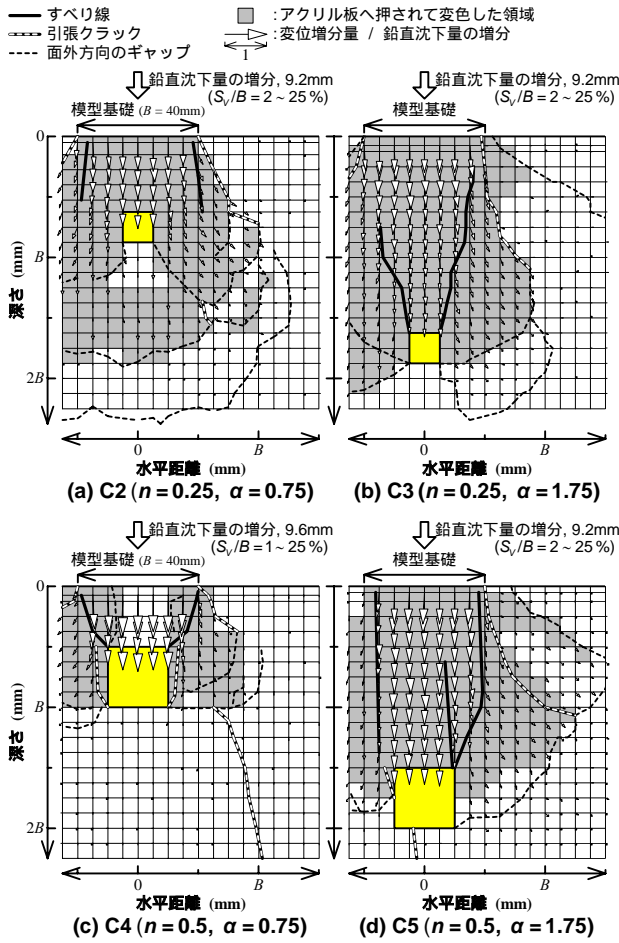 すべり線
引張クラック
面外方向のギャップ
:アクリル板へ押されて変色した領域
:変位増分量 / 鉛直沈下量の増分
1
鉛直沈下量の増分, 9.2mm
(SV/B = 2 ~ 25 %)
模型基礎 (B = 40mm)
0
B
2B
深さ (mm)
0
B
水平距離 (mm)
(a) C2 (n = 0.25, α = 0.75)
鉛直沈下量の増分, 9.2mm
(SV/B = 2 ~ 25 %)
模型基礎
0
B
水平距離 (mm)
(b) C3 (n = 0.25, α = 1.75)
鉛直沈下量の増分, 9.6mm
(SV/B = 1 ~ 25 %)
模型基礎 (B = 40mm)
0
B
2B
深さ (mm)
0
B
水平距離 (mm)
(c) C4 (n = 0.5, α = 0.75)
鉛直沈下量の増分, 9.2mm
(SV/B = 2 ~ 25 %)
模型基礎
0
B
水平距離 (mm)
(d) C5 (n = 0.5, α = 1.75)